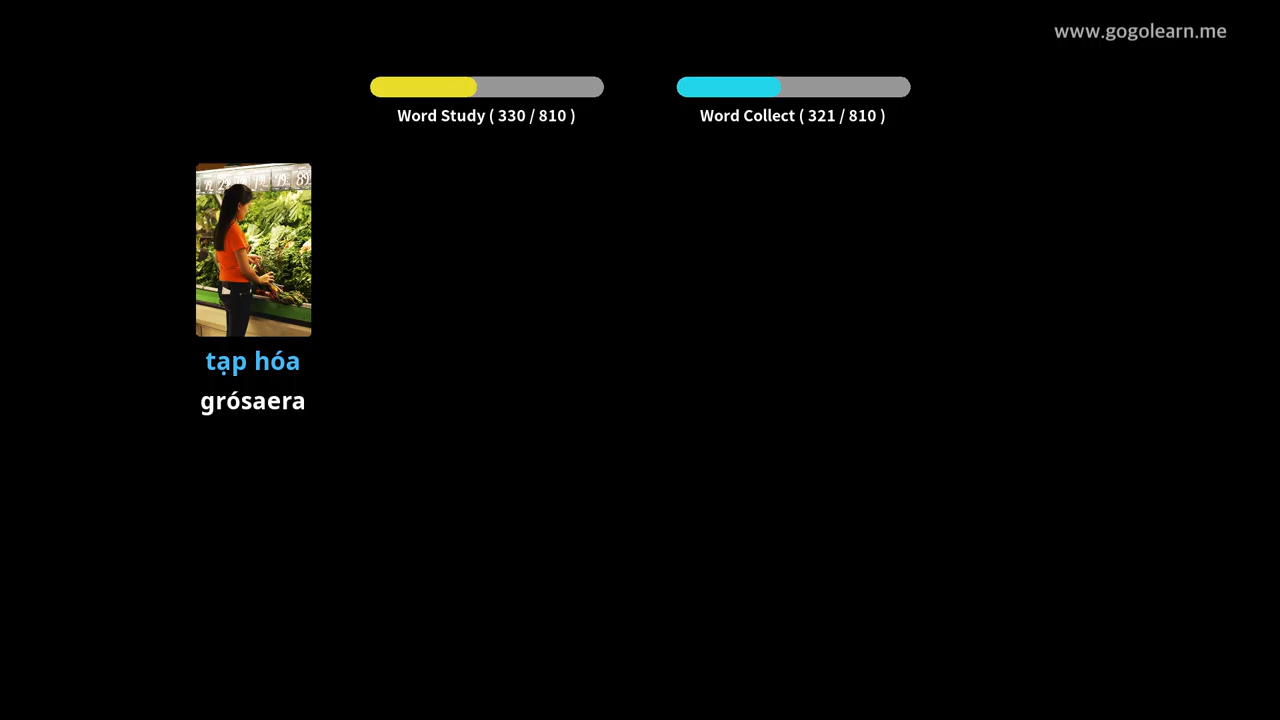 www.gogolearn.me
Word Study ( 330 / 810 )
Word Collect ( 321 / 810 )
tạp hóa
grósaera